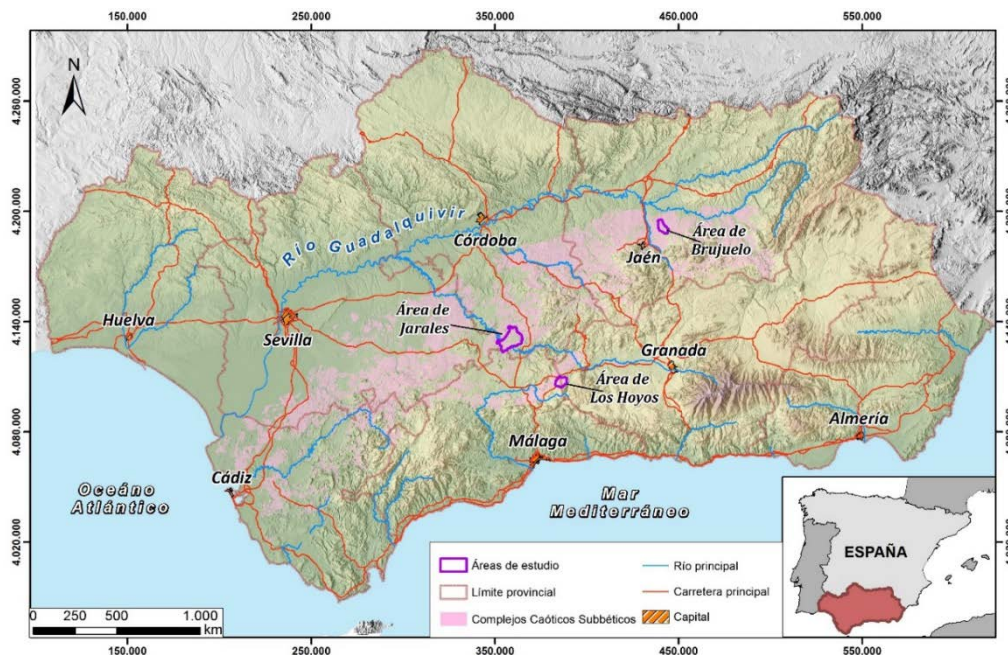 150.000 250.000 350.000 450.000 550.000
N
4.260.000
4.200.000
4.140.000
4.080.000
4.020.000
Río Guadalquivir
Córdoba
Área de
Brujuelo
Jaén
Área de
Jarales
Huelva
Sevilla
Granada
Área de
Los Hoyos
Almería
Málaga
Cádiz
Oceáno
Atlántico
Mar
Mediterráneo
ESPAÑA
Áreas de estudio
Río principal
Límite provincial
Carretera principal
Complejos Caóticos Subbéticos
Capital
0 250 500 1.000
km
150.000 250.000 350.000 450.000 550.000